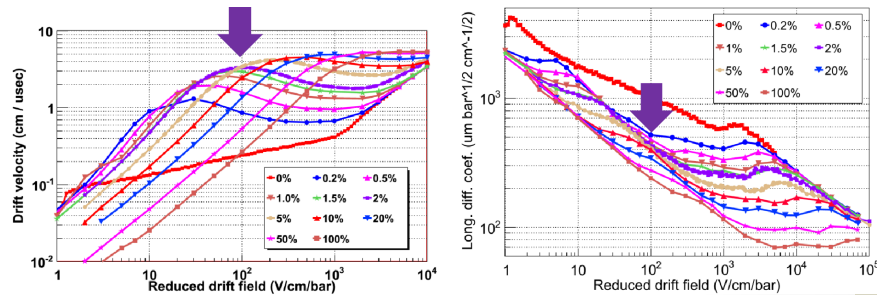 Drift velocity (cm / usec)
10
1
10^-1
10^-2
1
10
10^2
10^3
10^4
Reduced drift field (V/cm/bar)
0% 0.2% 0.5%
1.0% 1.5% 2%
5% 10% 20%
50% 100%
Long. diff. coef. (um bar^1/2 cm^-1/2)
10^3
10^2
1
10
10^2
10^3
10^4
10^5
Reduced drift field (V/cm/bar)
0% 0.2% 0.5%
1% 1.5% 2%
5% 10% 20%
50% 100%